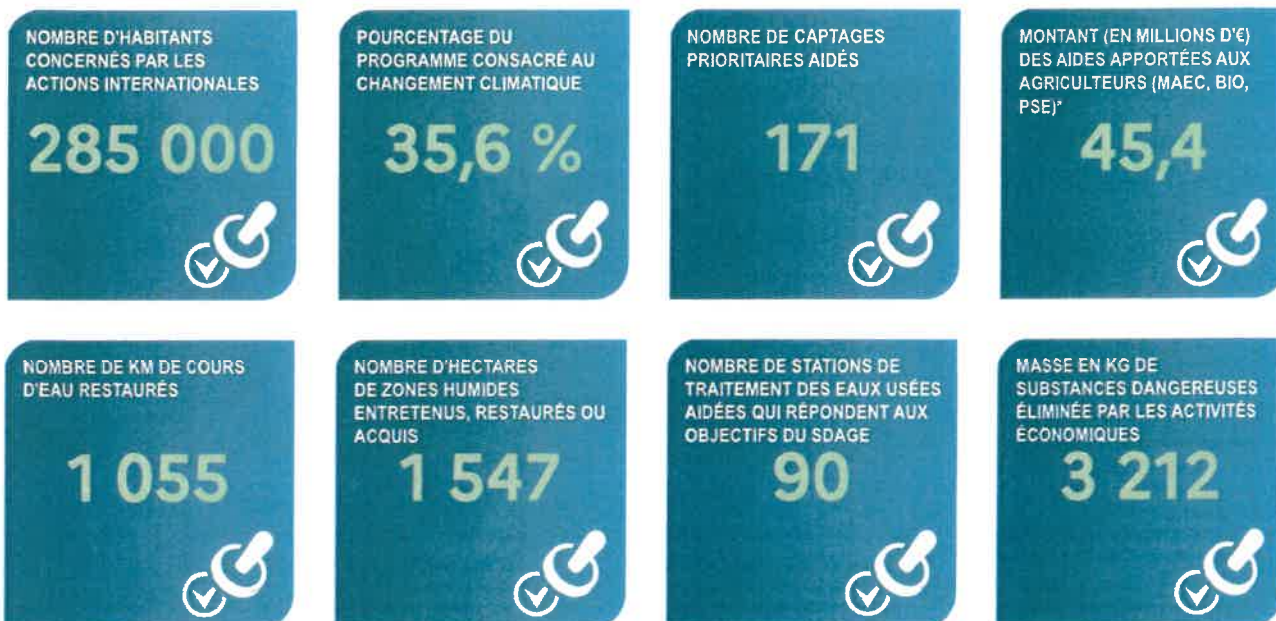 NOMBRE D'HABITANTS
CONCERNÉS PAR LES
ACTIONS INTERNATIONALES
285 000
POURCENTAGE DU
PROGRAMME CONSACRÉ AU
CHANGEMENT CLIMATIQUE
35,6 %
NOMBRE DE CAPTAGES
PRIORITAIRES AIDÉS
171
MONTANT (EN MILLIONS D'€)
DES AIDES APPORTÉES AUX
AGRICULTEURS (MAEC, BIO,
PSE)*
45,4
NOMBRE DE KM DE COURS
D'EAU RESTAURÉS
1 055
NOMBRE D'HECTARES
DE ZONES HUMIDES
ENTRETENUS, RESTAURÉS OU
ACQUIS
1 547
NOMBRE DE STATIONS DE
TRAITEMENT DES EAUX USÉES
AIDÉES QUI RÉPONDENT AUX
OBJECTIFS DU SDAGE
90
MASSE EN KG DE
SUBSTANCES DANGEREUSES
ÉLIMINÉE PAR LES ACTIVITÉS
ÉCONOMIQUES
3 212